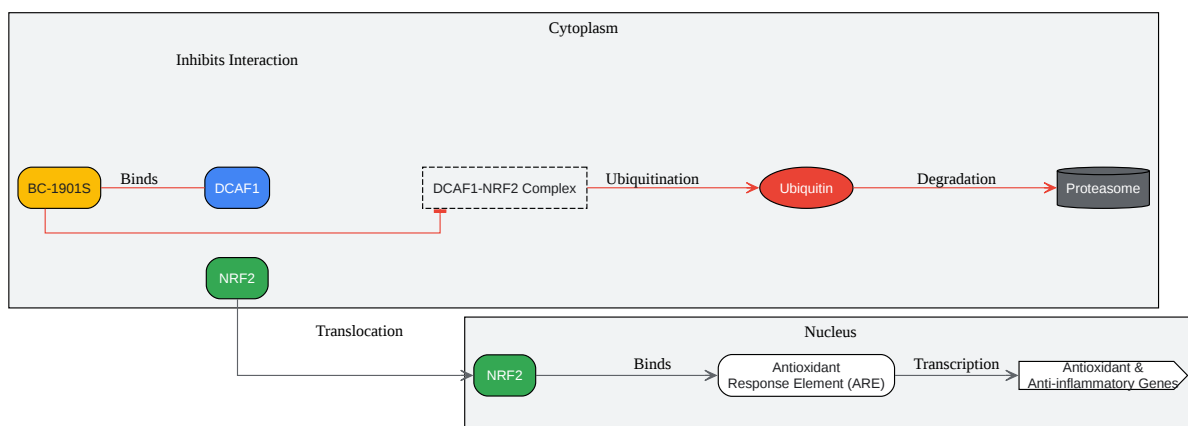 Cytoplasm
Inhibits Interaction
BC-1901S
Binds
DCAF1
DCAF1-NRF2 Complex
Ubiquitination
Ubiquitin
Degradation
Proteasome
NRF2
Translocation
Nucleus
NRF2
Binds
Antioxidant
Response Element (ARE)
Transcription
Antioxidant &
Anti-inflammatory Genes